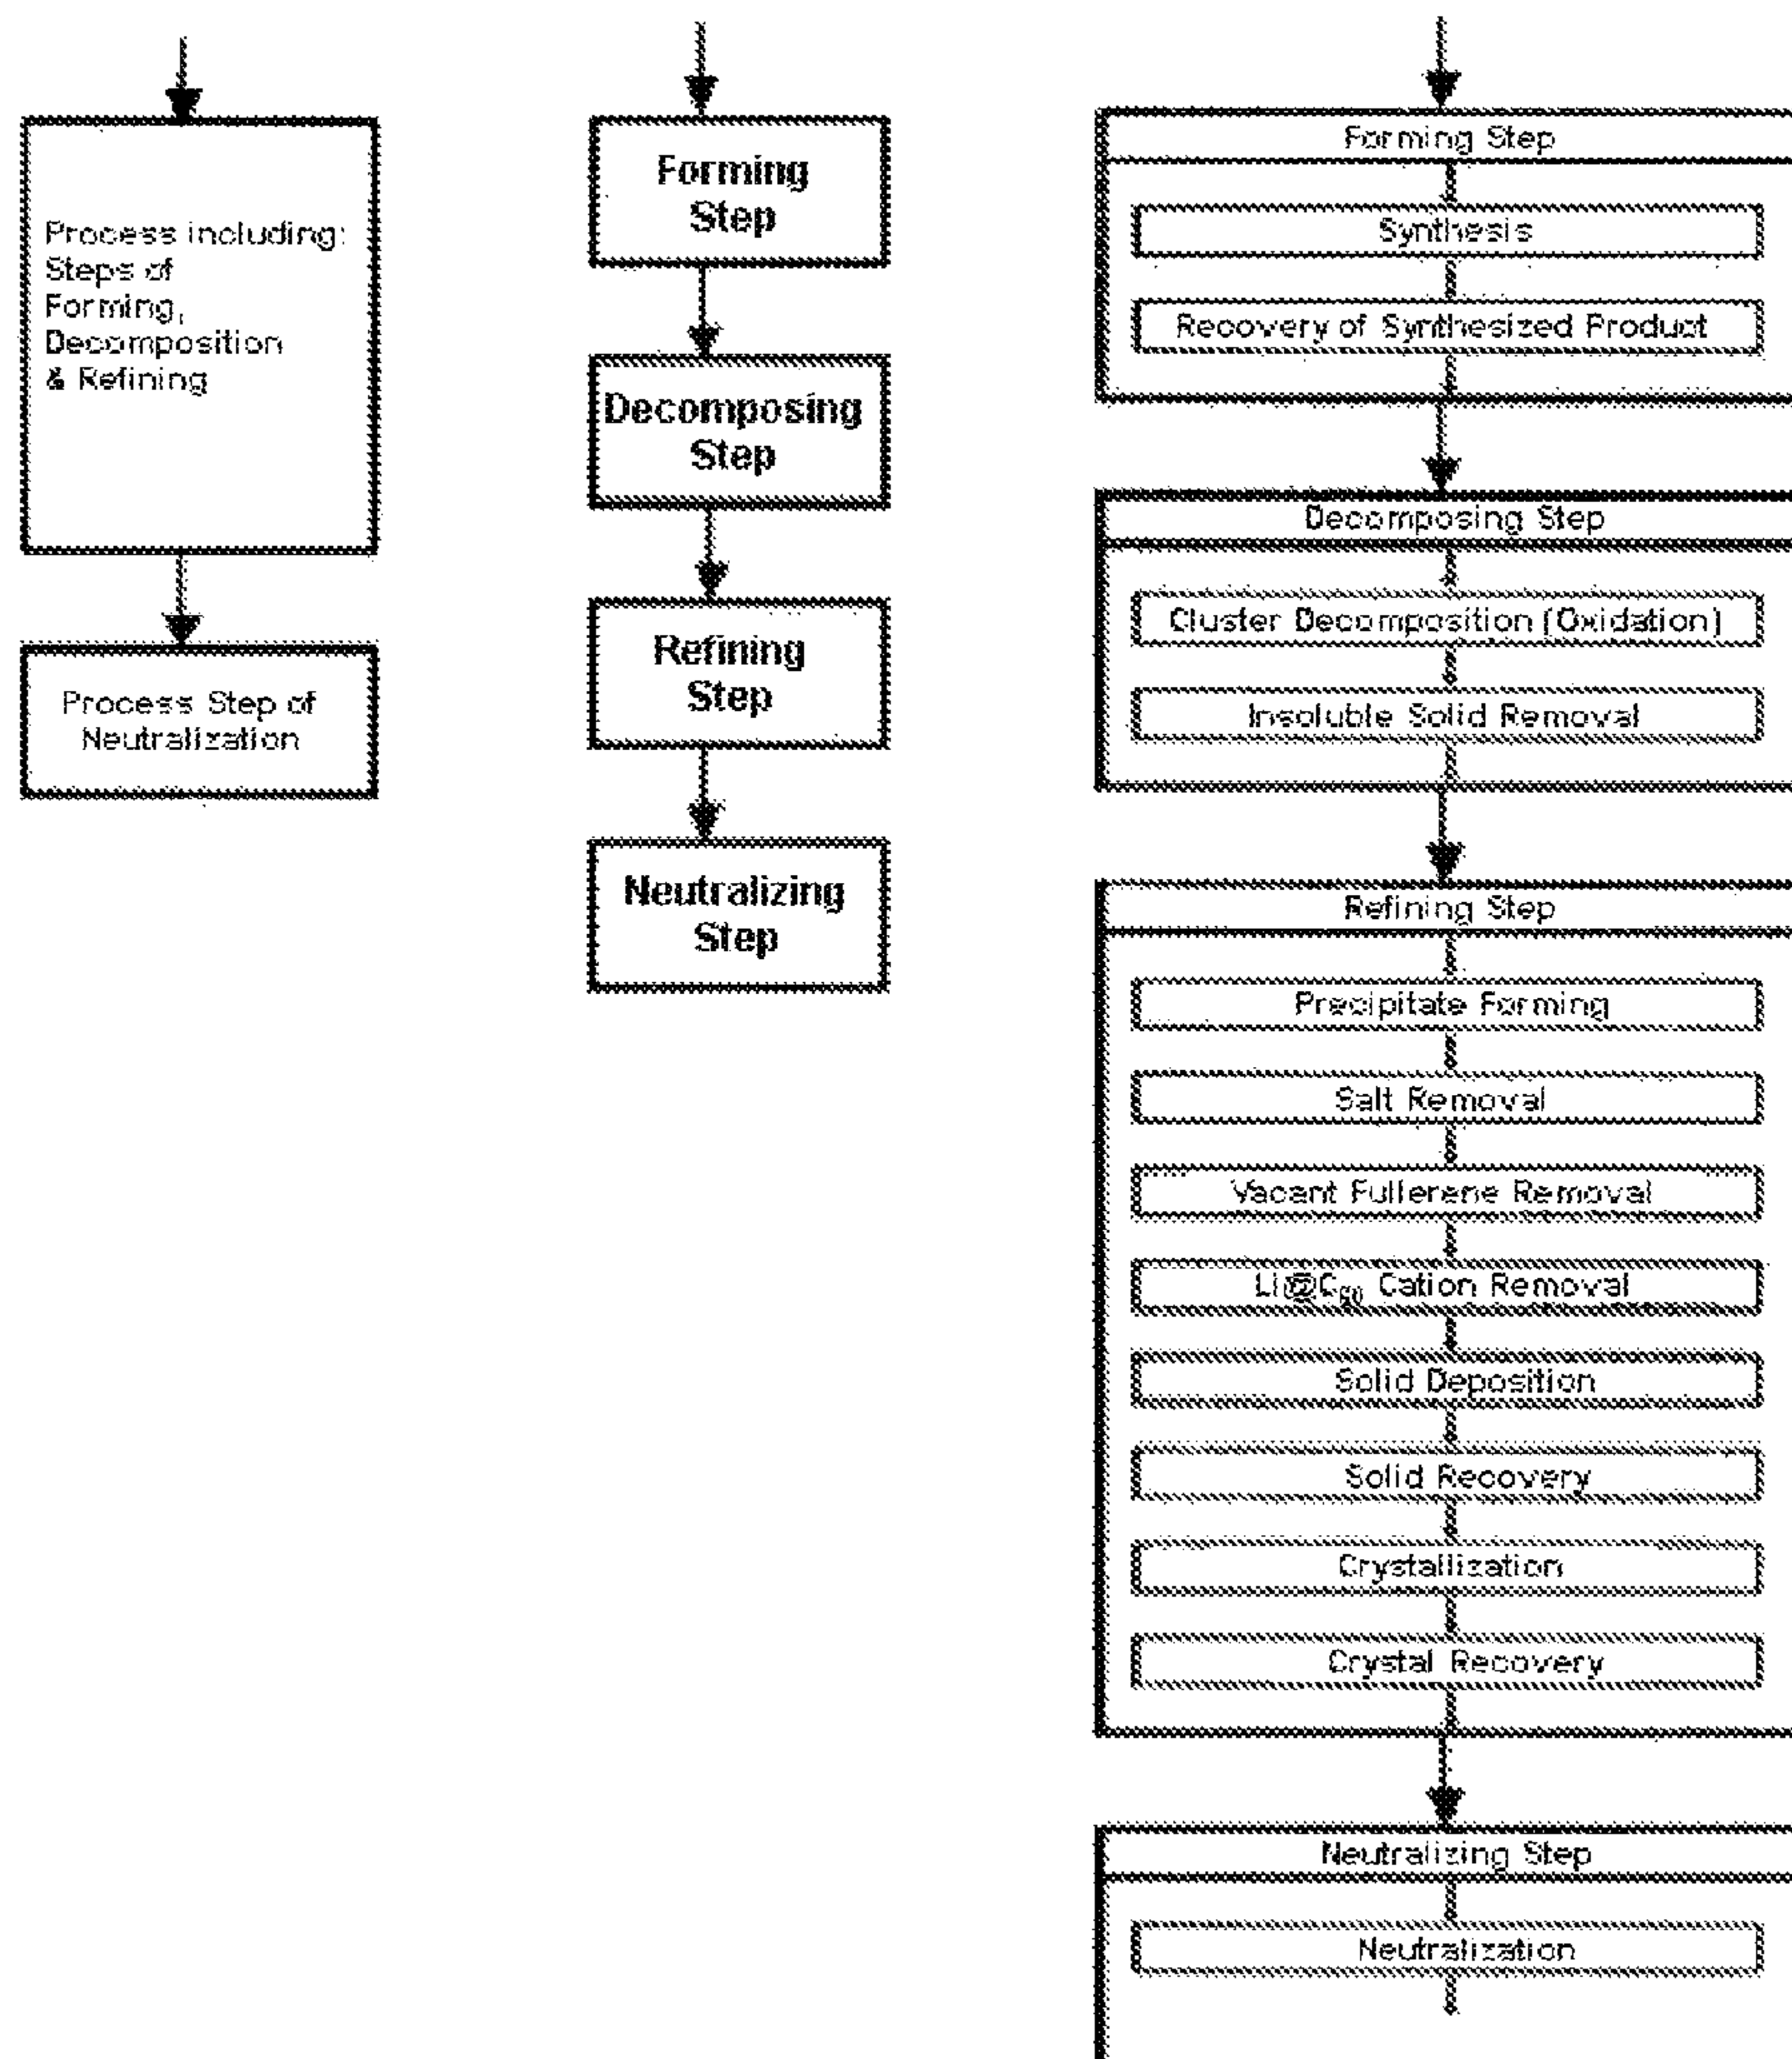 Process including:
Steps of
Forming,
Decomposition
& Refining
Process Step of
Neutralization
Forming
Step
Decomposing
Step
Refining
Step
Neutralizing
Step
Forming Step
Synthesis
Recovery of Synthesized Product
Decomposing Step
Cluster Decomposition (Oxidation)
Insoluble Solid Removal
Refining Step
Precipitate Forming
Salt Removal
Vacant Fullerene Removal
Li@C60 Cation Removal
Solid Deposition
Solid Recovery
Crystallization
Crystal Recovery
Neutralizing Step
Neutralization